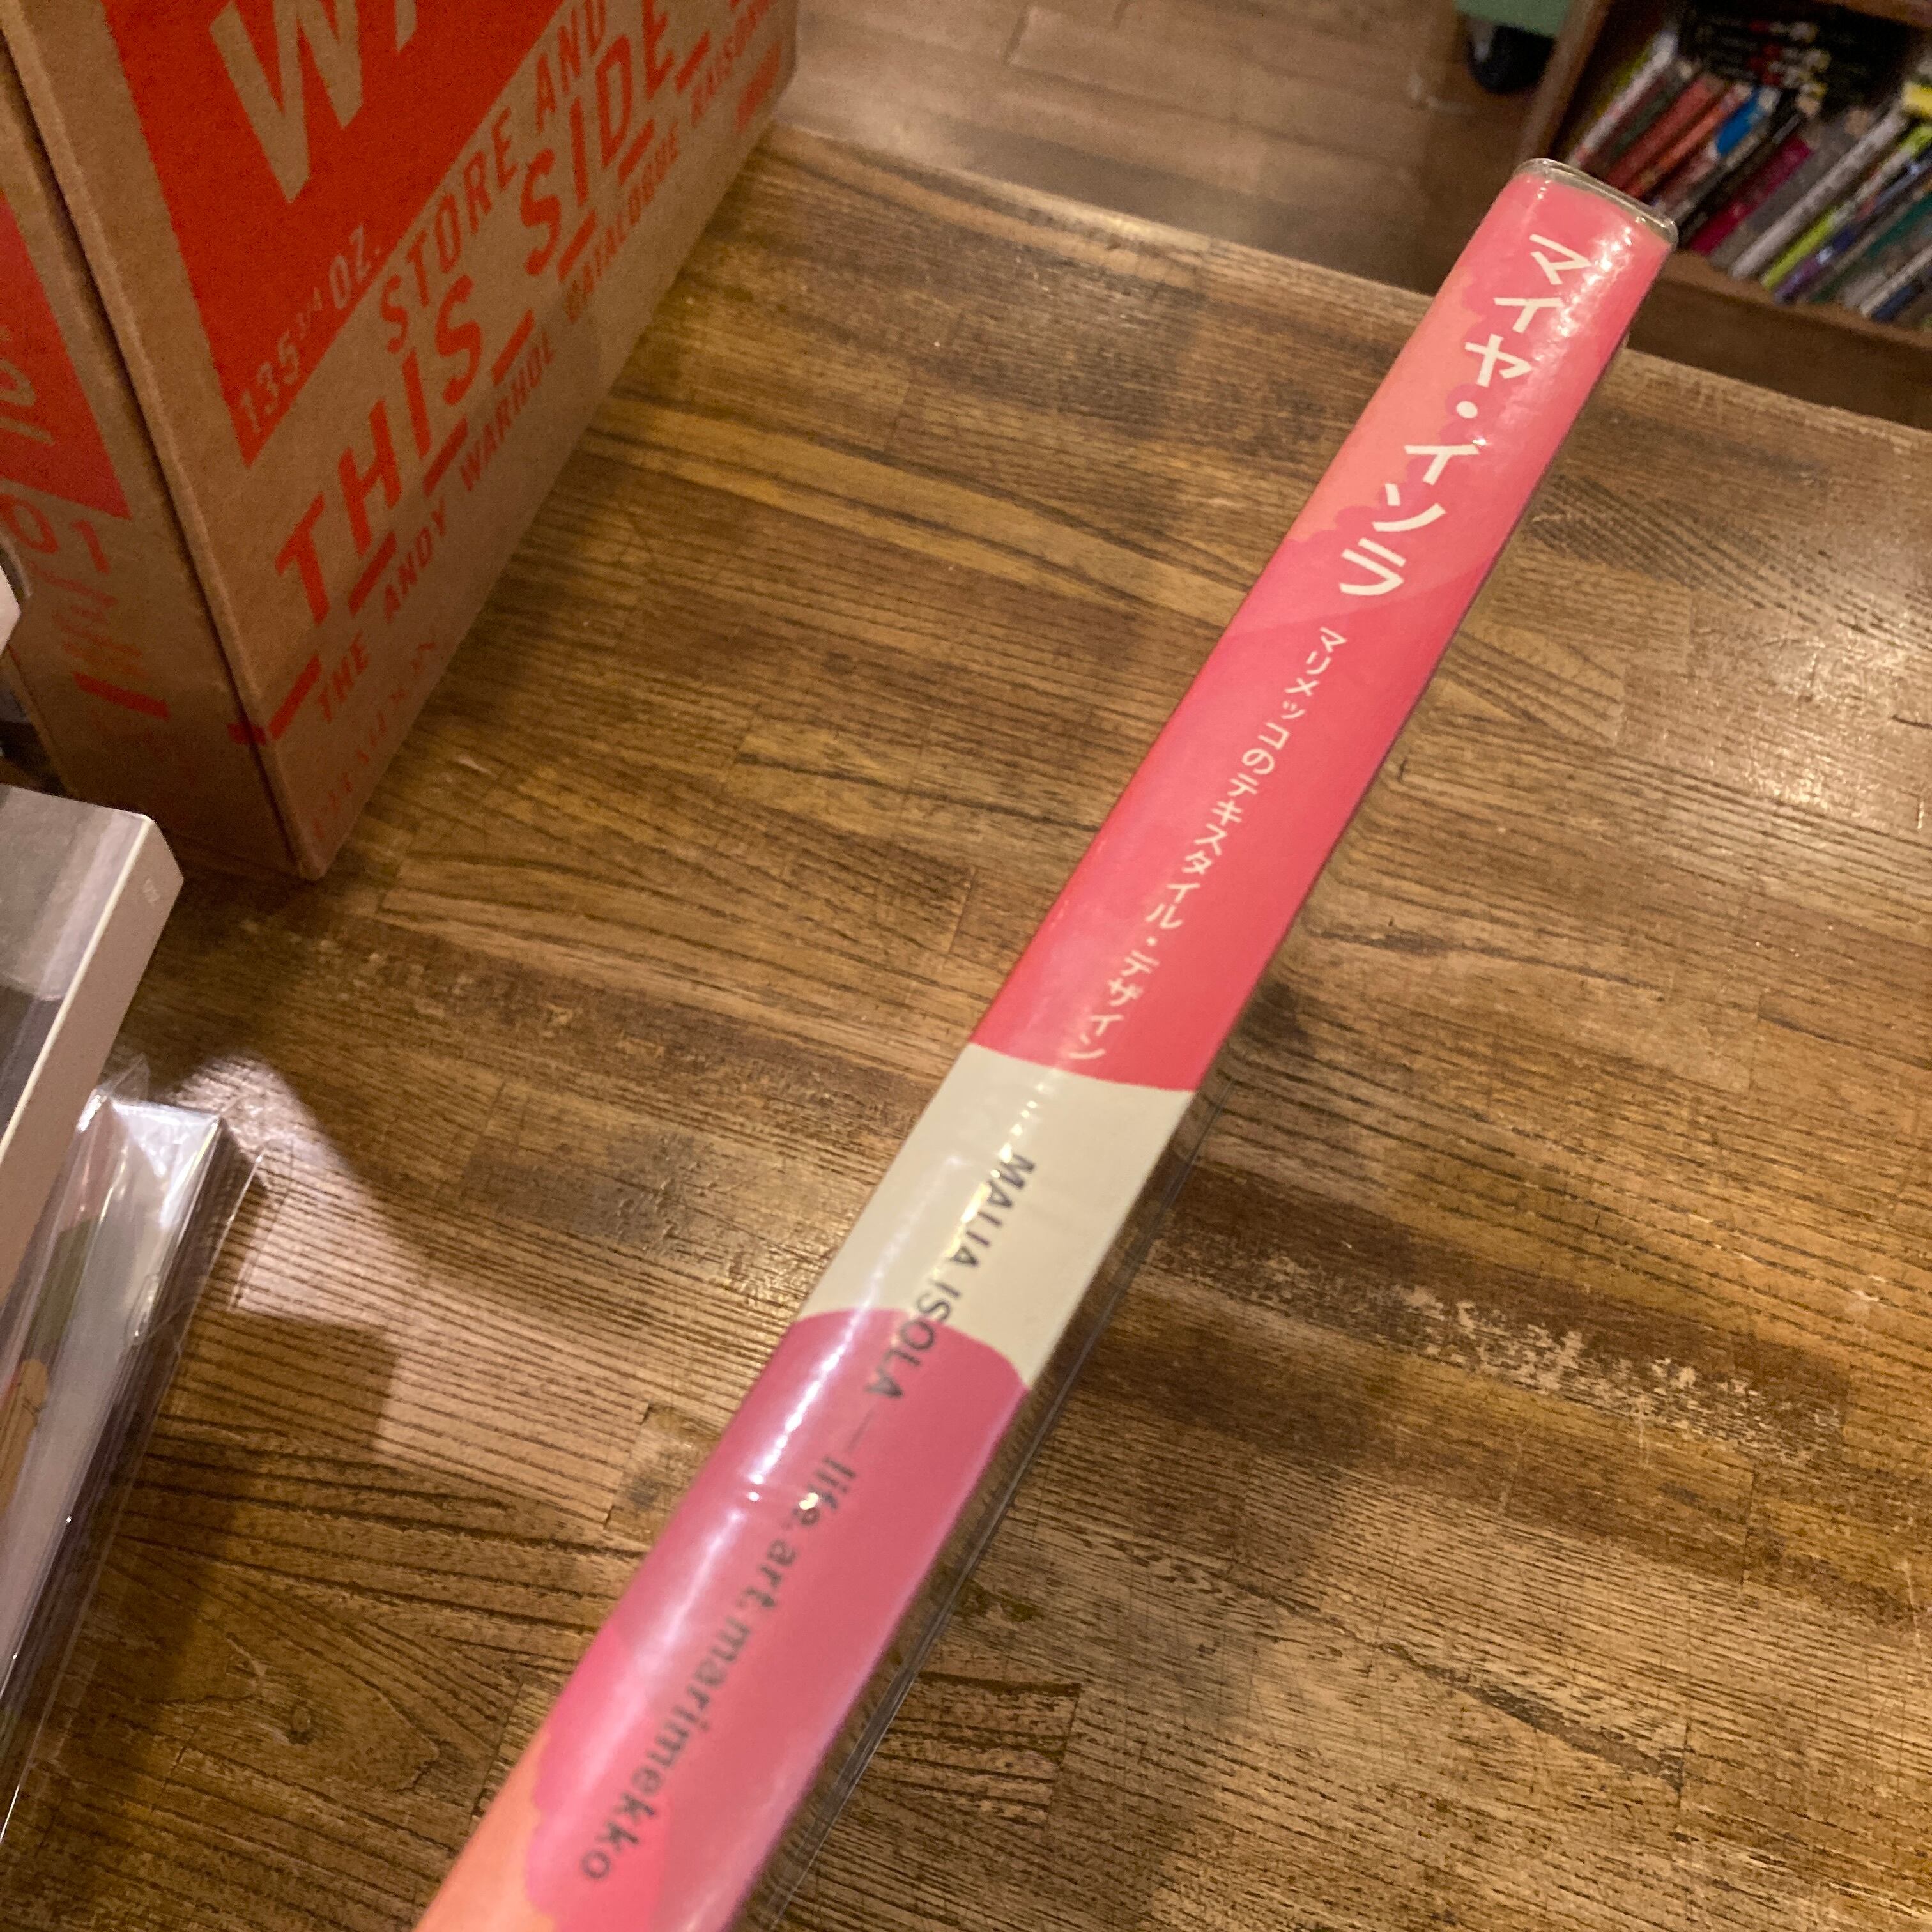 マイヤ・イソラ
マリメッコのテキスタイル・デザイン
MAIJA ISOLA—life, art, marimekko
135 3/4 OZ.
STORE AND
THIS SIDE
THE ANDY WARHOL CATALOGUE RAISONNE